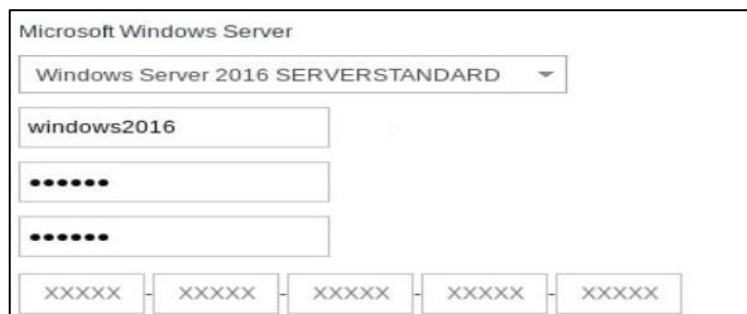 Microsoft Windows Server
Windows Server 2016 SERVERSTANDARD
windows2016
••••••
••••••
XXXXX - XXXXX - XXXXX - XXXXX - XXXXX